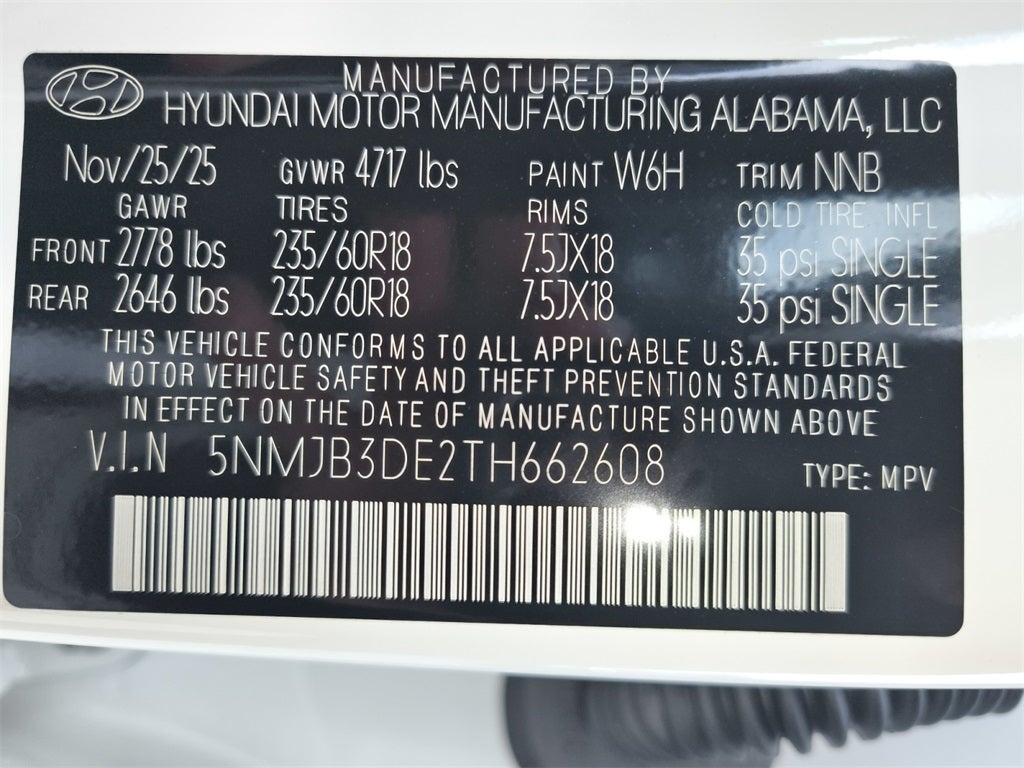 MANUFACTURED BY
HYUNDAI MOTOR MANUFACTURING ALABAMA, LLC
Nov/25/25 GVWR 4717 lbs PAINT W6H TRIM NNB
GAWR TIRES RIMS COLD TIRE INFL
FRONT 2778 lbs 235/60R18 7.5JX18 35 psi SINGLE
REAR 2646 lbs 235/60R18 7.5JX18 35 psi SINGLE
THIS VEHICLE CONFORMS TO ALL APPLICABLE U.S.A. FEDERAL
MOTOR VEHICLE SAFETY AND THEFT PREVENTION STANDARDS
IN EFFECT ON THE DATE OF MANUFACTURE SHOWN ABOVE
V.I.N 5NMJB3DE2TH662608 TYPE: MPV